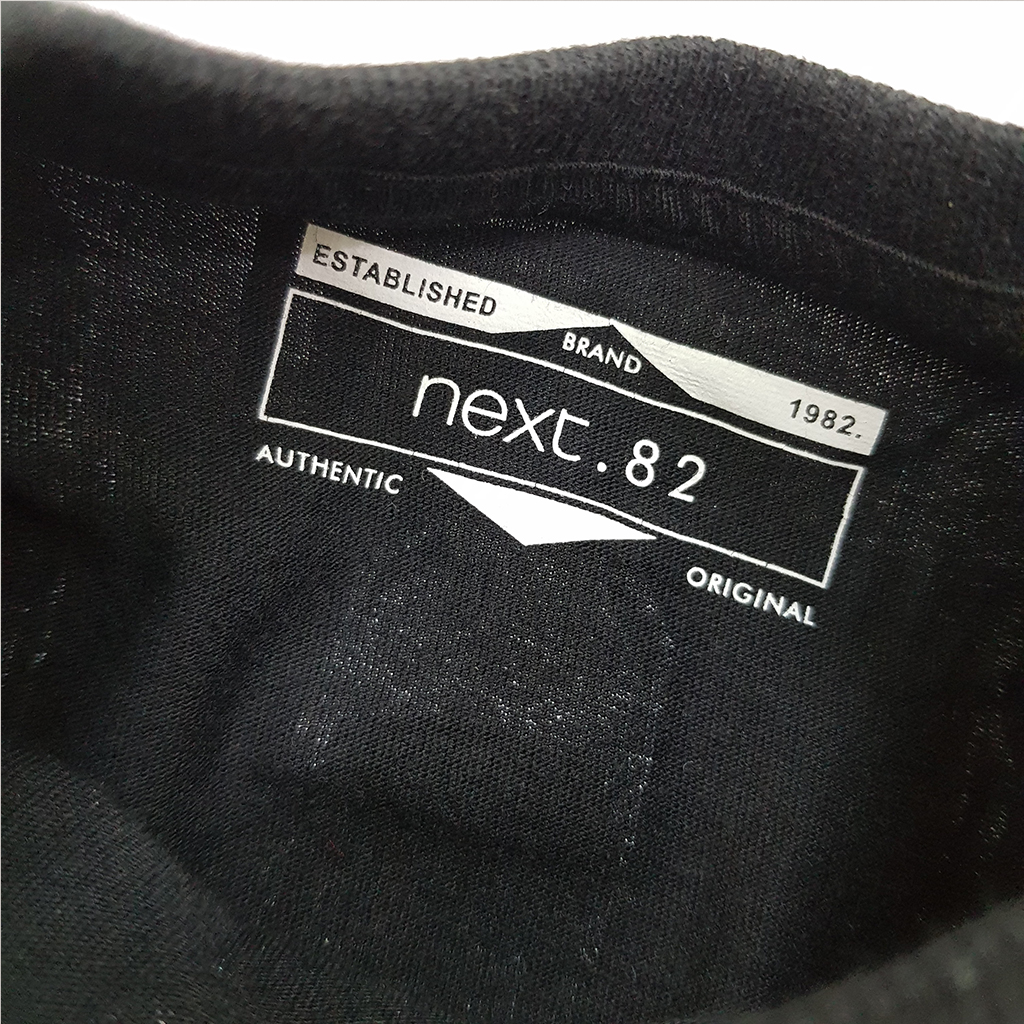 ESTABLISHED
BRAND
1982.
next.82
AUTHENTIC
ORIGINAL